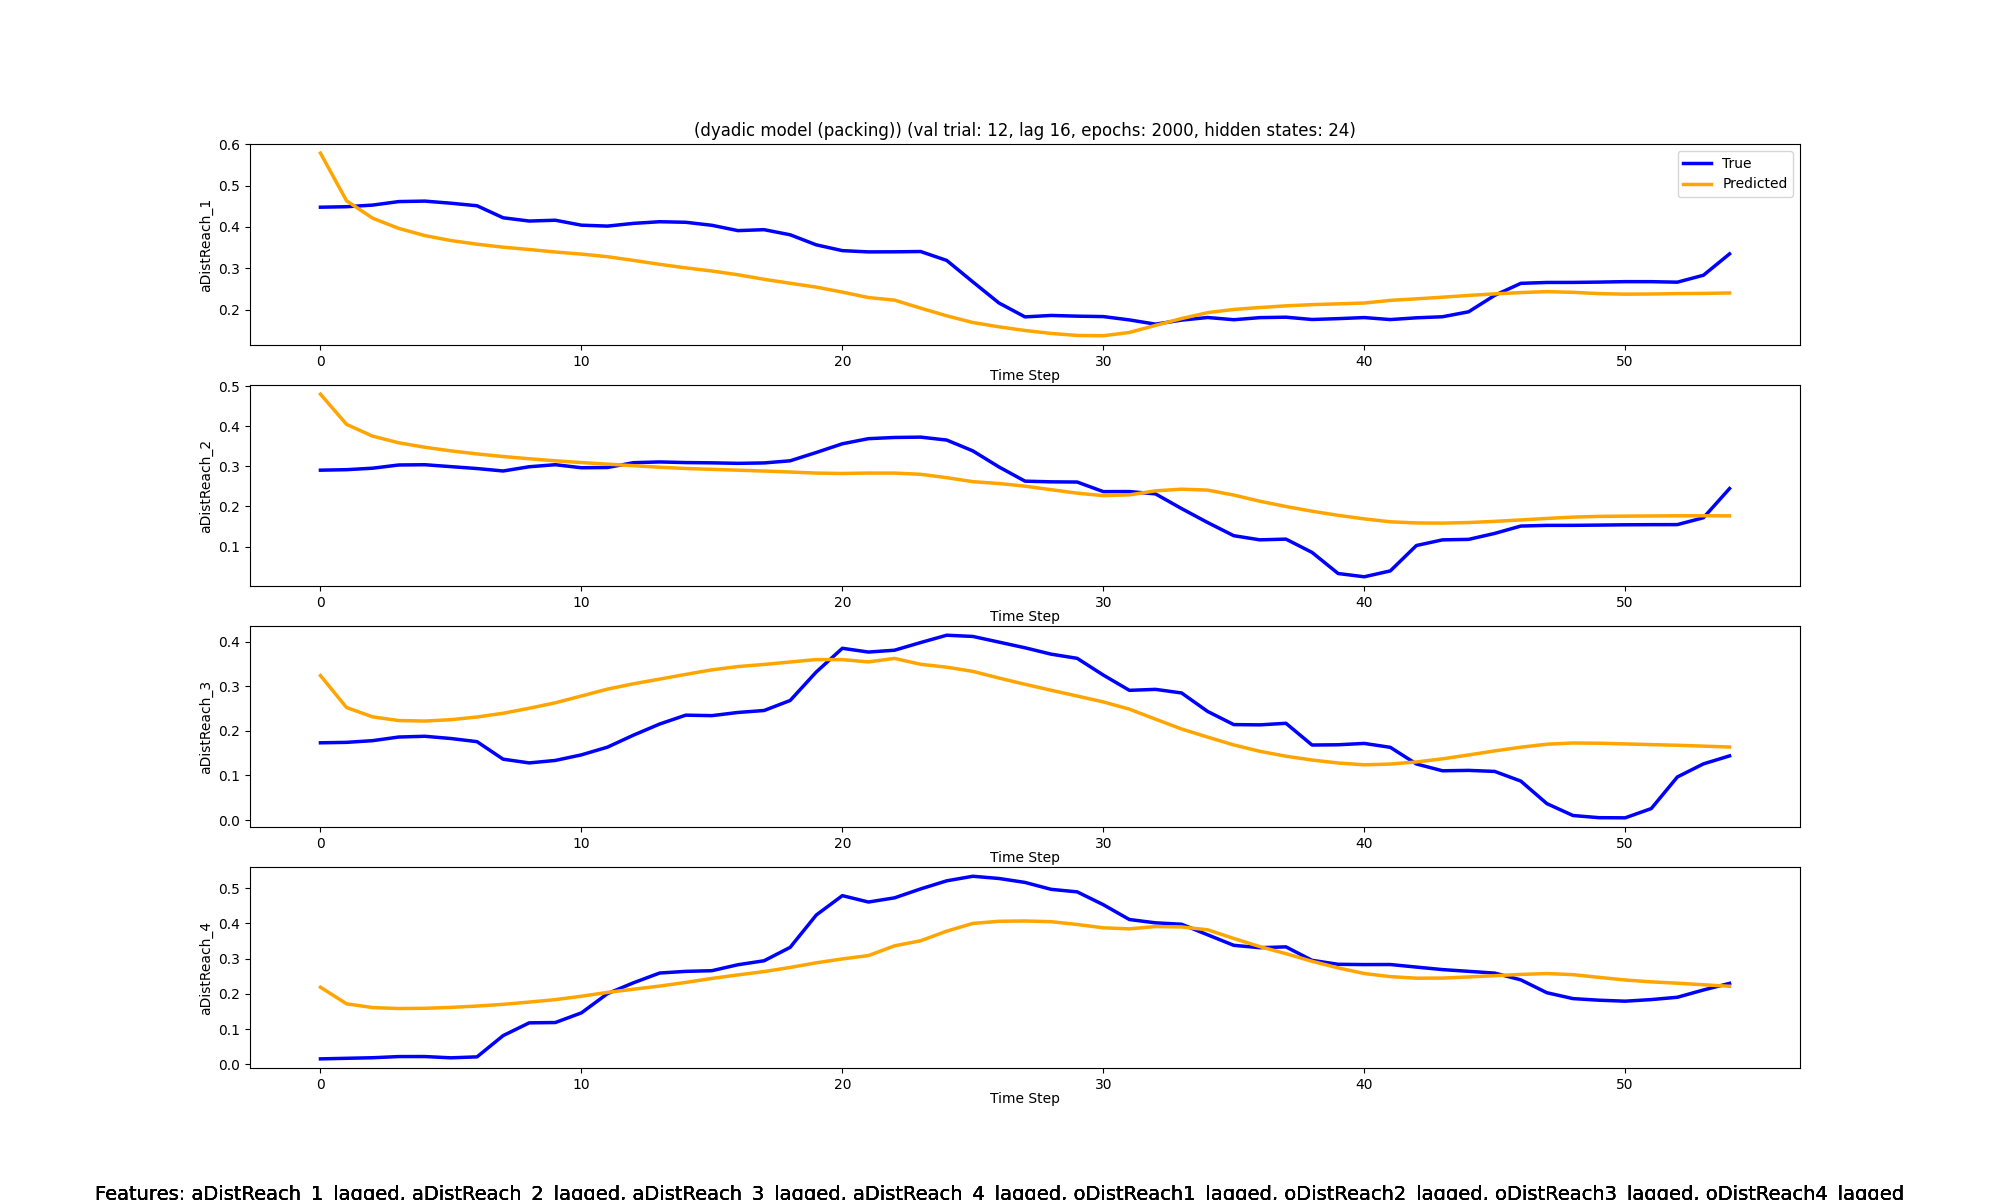 (dyadic model (packing)) (val trial: 12, lag 16, epochs: 2000, hidden states: 24)
0.6
0.5
0.4
0.3
0.2
aDistReach_1
True
Predicted
0 10 20 30 40 50
Time Step
0.5
0.4
0.3
0.2
0.1
aDistReach_2
0 10 20 30 40 50
Time Step
0.4
0.3
0.2
0.1
0.0
aDistReach_3
0 10 20 30 40 50
Time Step
0.5
0.4
0.3
0.2
0.1
0.0
aDistReach_4
0 10 20 30 40 50
Time Step
Features: aDistReach_1_lagged, aDistReach_2_lagged, aDistReach_3_lagged, aDistReach_4_lagged, oDistReach1_lagged, oDistReach2_lagged, oDistReach3_lagged, oDistReach4_lagged